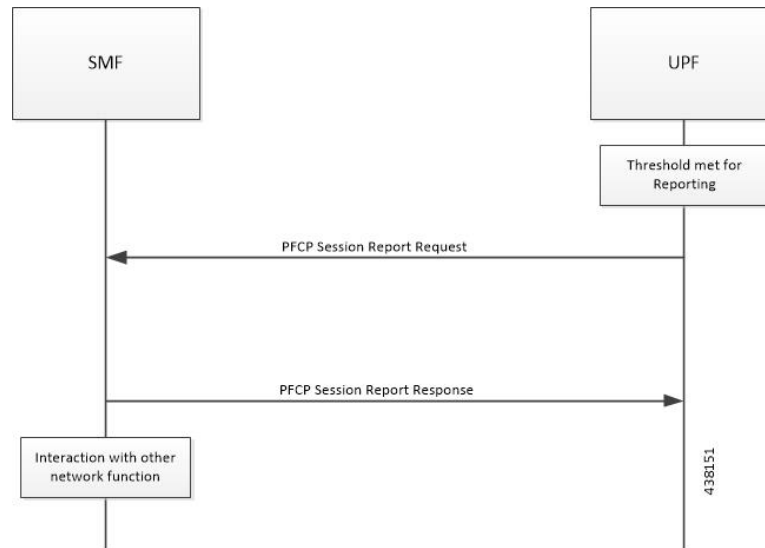 SMF
UPF
Threshold met for
Reporting
PFCP Session Report Request
PFCP Session Report Response
Interaction with other
network function
438151